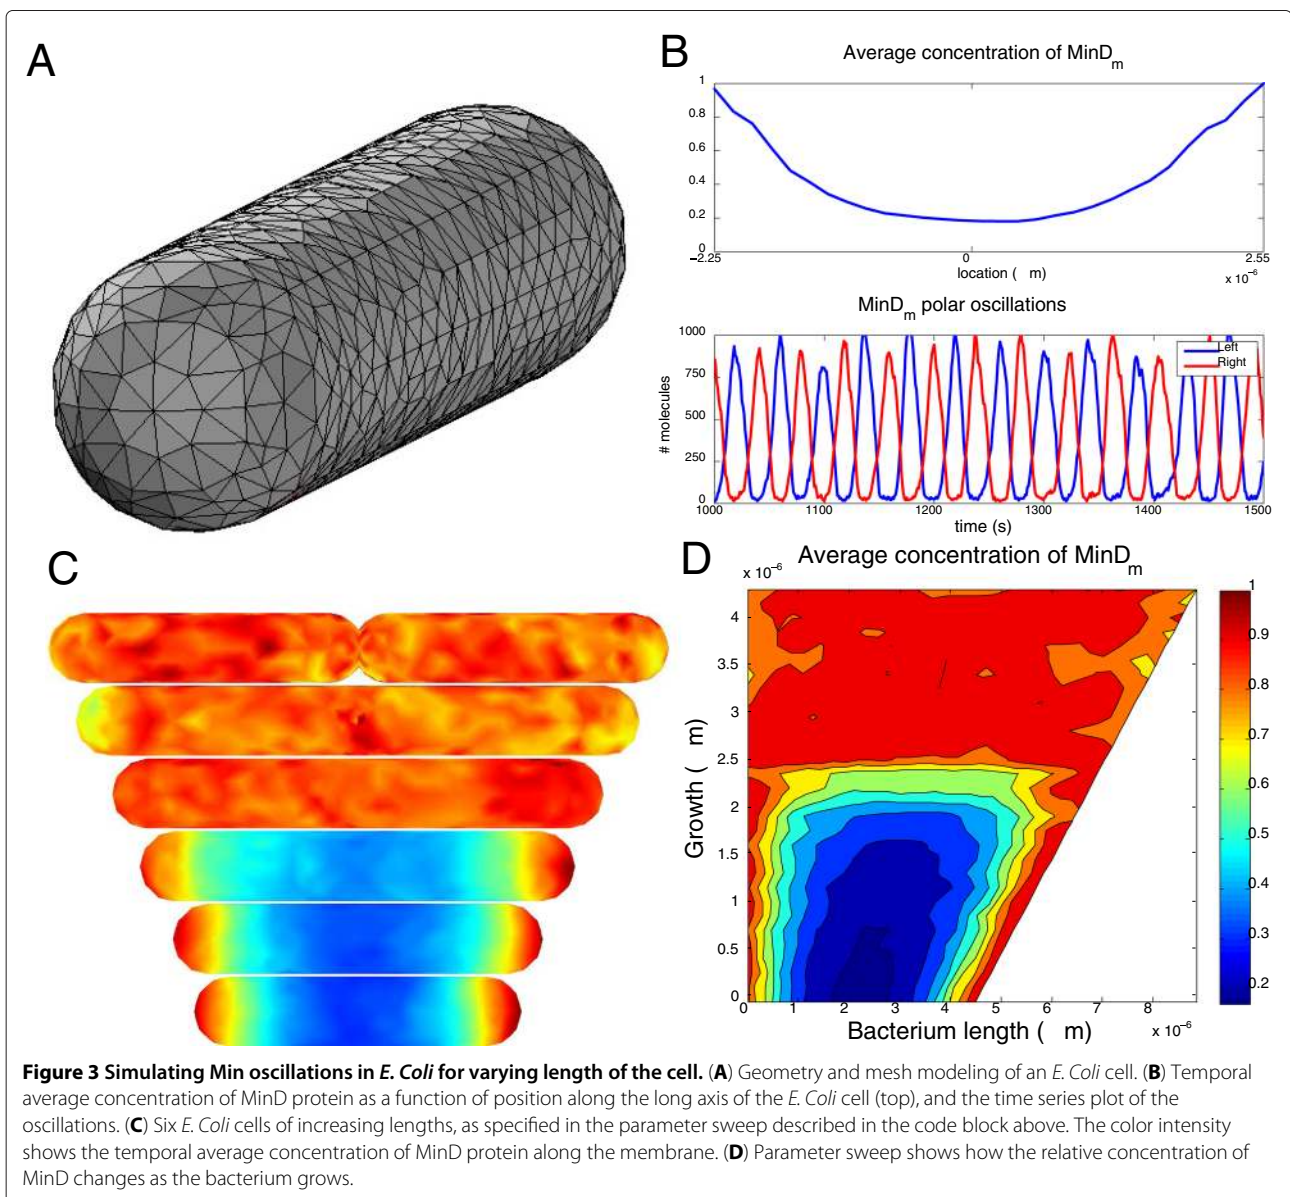 A
B
Average concentration of MinDm
1
0.8
0.6
0.4
0.2
0
−2.25
0
2.55
location ( m)
x 10−6
MinDm polar oscillations
1000
750
500
250
0
# molecules
Left
Right
1000
1100
1200
1300
1400
1500
time (s)
C
D
Average concentration of MinDm
x 10−6
4
3.5
3
2.5
2
1.5
1
0.5
0
Growth ( m)
0
1
2
3
4
5
6
7
8
Bacterium length ( m)
x 10−6
1
0.9
0.8
0.7
0.6
0.5
0.4
0.3
0.2
Figure 3 Simulating Min oscillations in E. Coli for varying length of the cell. (A) Geometry and mesh modeling of an E. Coli cell. (B) Temporal
average concentration of MinD protein as a function of position along the long axis of the E. Coli cell (top), and the time series plot of the
oscillations. (C) Six E. Coli cells of increasing lengths, as specified in the parameter sweep described in the code block above. The color intensity
shows the temporal average concentration of MinD protein along the membrane. (D) Parameter sweep shows how the relative concentration of
MinD changes as the bacterium grows.